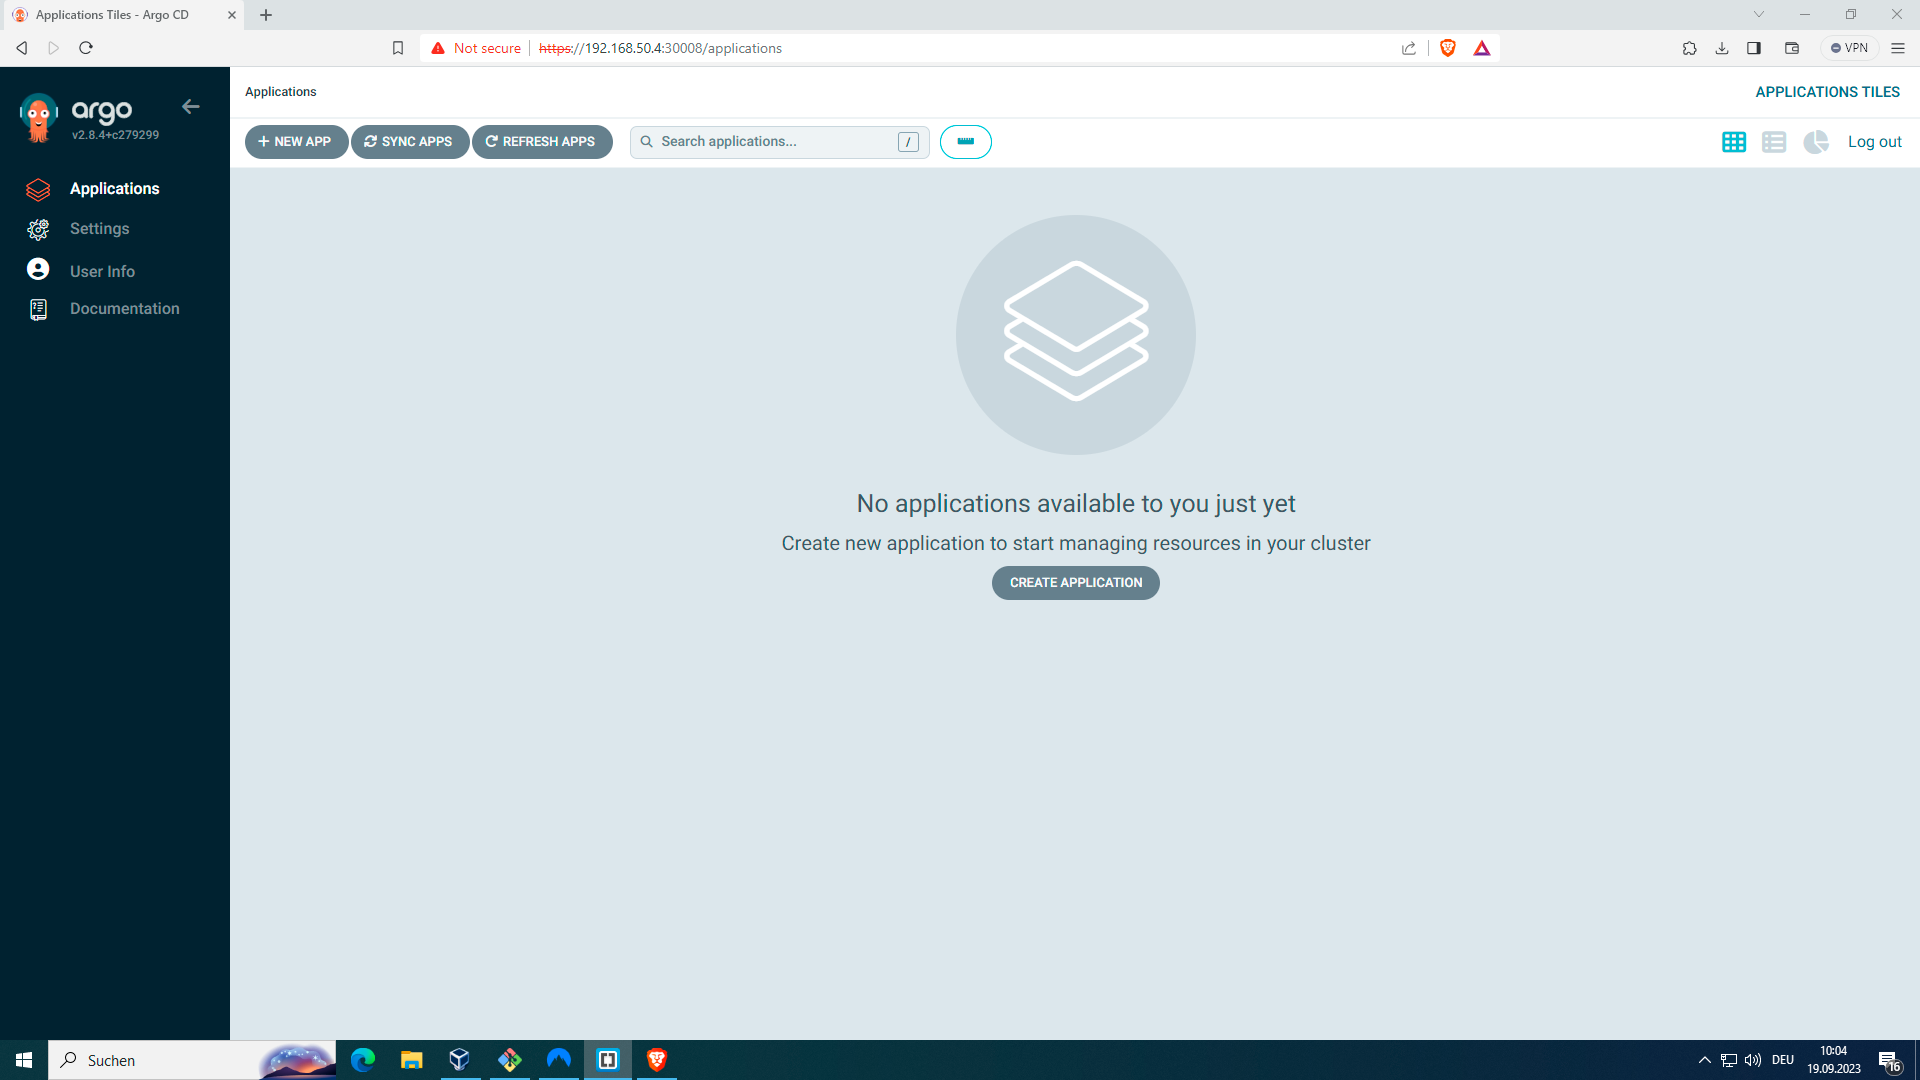 Applications Tiles - Argo CD
Not secure
https://192.168.50.4:30008/applications
VPN
argo
v2.8.4+c279299
Applications
Settings
User Info
Documentation
Applications
APPLICATIONS TILES
NEW APP
SYNC APPS
REFRESH APPS
Search applications...
/
Log out
No applications available to you just yet
Create new application to start managing resources in your cluster
CREATE APPLICATION
Suchen
DEU
10:04
19.09.2023
16